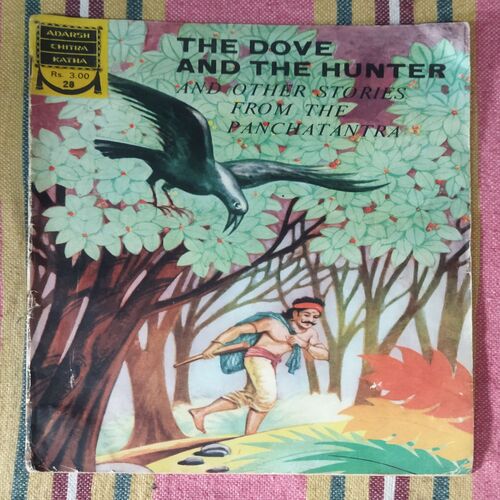 ADARSH
CHITRA
KATHA
Rs. 3.00
28
THE DOVE
AND THE HUNTER
AND OTHER STORIES
FROM THE
PANCHATANTRA